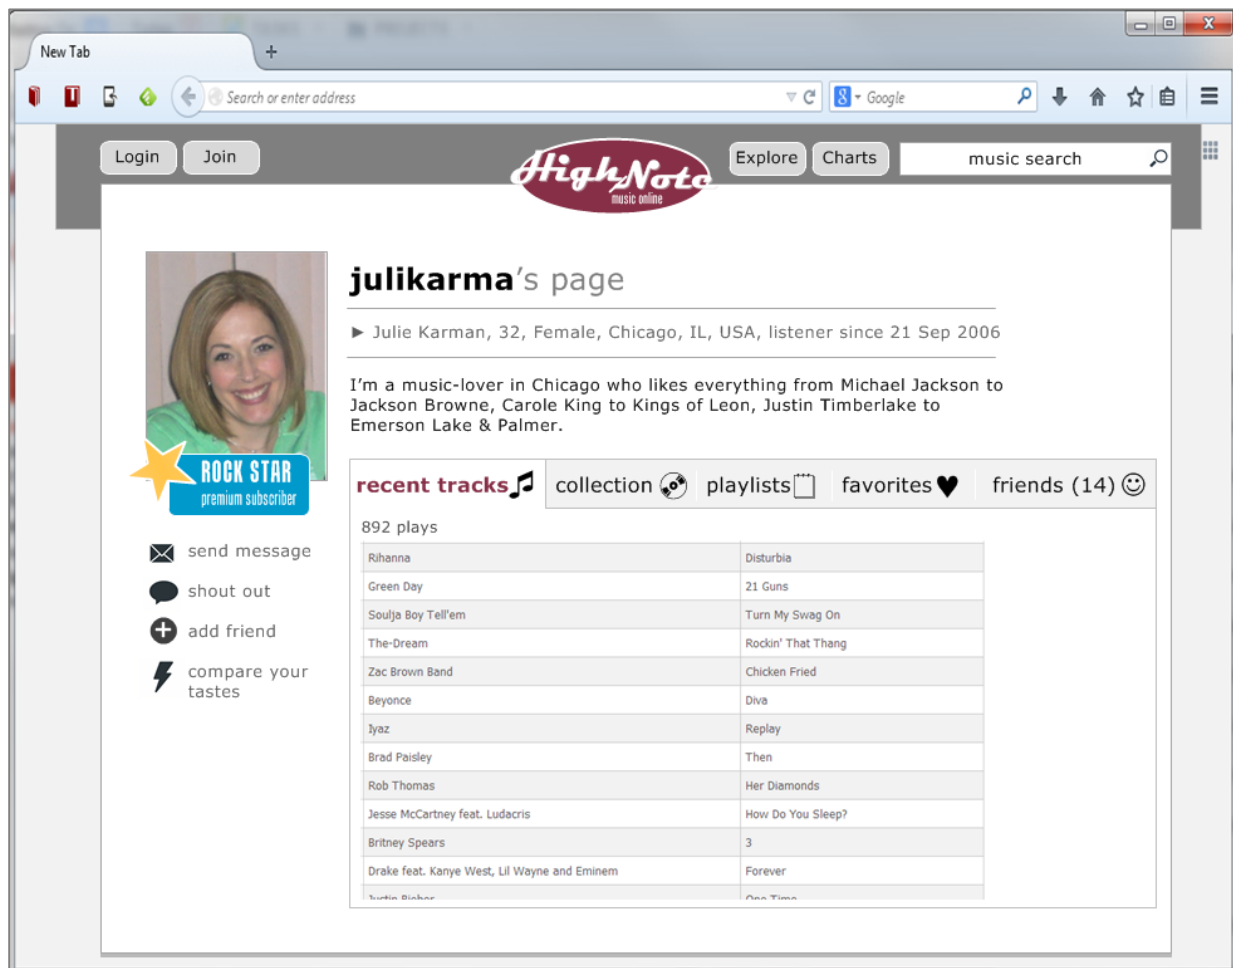 New Tab
Search or enter address
Google
Login
Join
HighNote
music online
Explore
Charts
music search
julikarma's page
► Julie Karman, 32, Female, Chicago, IL, USA, listener since 21 Sep 2006
I'm a music-lover in Chicago who likes everything from Michael Jackson to
Jackson Browne, Carole King to Kings of Leon, Justin Timberlake to
Emerson Lake & Palmer.
ROCK STAR
premium subscriber
send message
shout out
add friend
compare your
tastes
recent tracks collection playlists favorites friends (14)
892 plays
Rihanna Disturbia
Green Day 21 Guns
Soulja Boy Tell'em Turn My Swag On
The-Dream Rockin' That Thang
Zac Brown Band Chicken Fried
Beyonce Diva
Iyaz Replay
Brad Paisley Then
Rob Thomas Her Diamonds
Jesse McCartney feat. Ludacris How Do You Sleep?
Britney Spears 3
Drake feat. Kanye West, Lil Wayne and Eminem Forever
Justin Bieber One Time